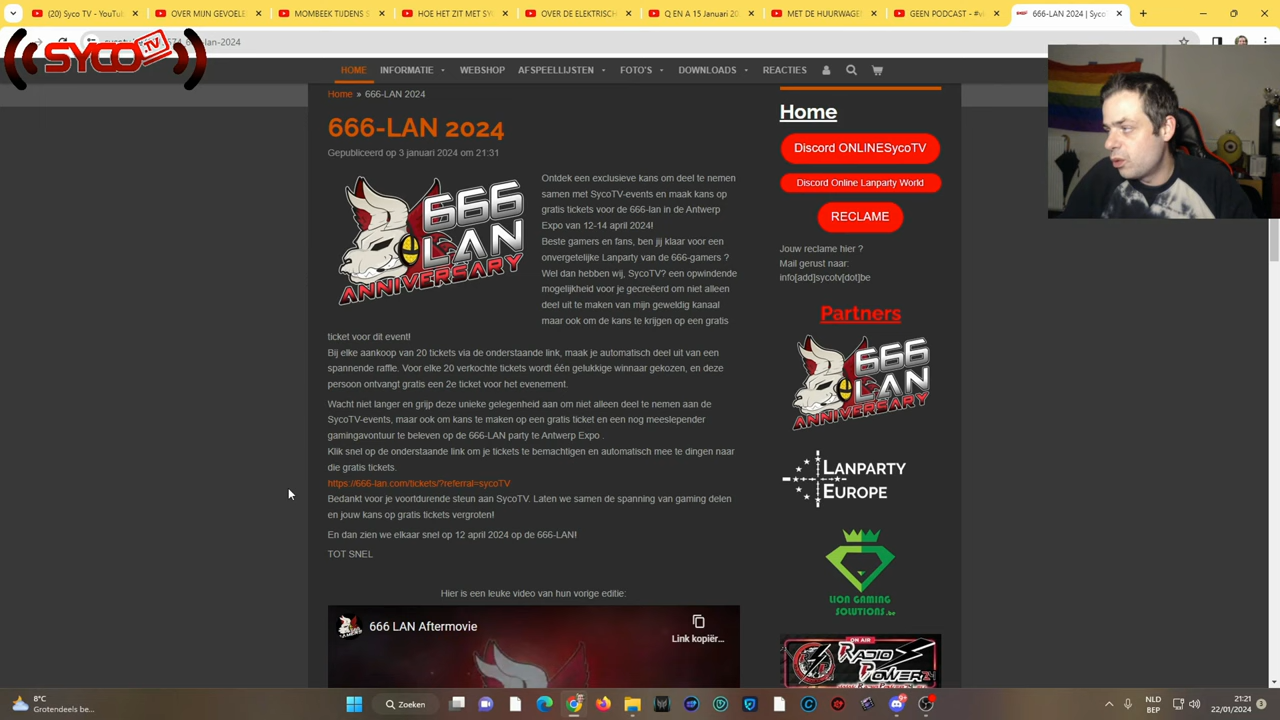 (20) Syco TV - YouTu
OVER MIJN GEVOELE
MOMBEEK TIJDENS S
HOE HET ZIT MET SY
OVER DE ELEKTRISCH
Q EN A 15 Januari 20
MET DE HUURWAGE
GEEN PODCAST - #v
666-LAN 2024 | Syco
lan-2024
SYCO TV
HOME
INFORMATIE
WEBSHOP
AFSPEELLIJSTEN
FOTO'S
DOWNLOADS
REACTIES
Home » 666-LAN 2024
666-LAN 2024
Gepubliceerd op 3 januari 2024 om 21:31
666
LAN
ANNIVERSARY
Ontdek een exclusieve kans om deel te nemen
samen met SycoTV-events en maak kans op
gratis tickets voor de 666-lan in de Antwerp
Expo van 12-14 april 2024!
Beste gamers en fans, ben jij klaar voor een
onvergetelijke Lanparty van de 666-gamers ?
Wel dan hebben wij, SycoTV? een opwindende
mogelijkheid voor je gecreëerd om niet alleen
deel uit te maken van mijn geweldig kanaal
maar ook om de kans te krijgen op een gratis
ticket voor dit event!
Bij elke aankoop van 20 tickets via de onderstaande link, maak je automatisch deel uit van een
spannende raffle. Voor elke 20 verkochte tickets wordt één gelukkige winnaar gekozen, en deze
persoon ontvangt gratis een 2e ticket voor het evenement.
Wacht niet langer en grijp deze unieke gelegenheid aan om niet alleen deel te nemen aan de
SycoTV-events, maar ook om kans te maken op een gratis ticket en een nog meeslepender
gamingavontuur te beleven op de 666-LAN party te Antwerp Expo .
Klik snel op de onderstaande link om je tickets te bemachtigen en automatisch mee te dingen naar
die gratis tickets.
https://666-lan.com/tickets/?referral=sycoTV
Bedankt voor je voortdurende steun aan SycoTV. Laten we samen de spanning van gaming delen
en jouw kans op gratis tickets vergroten!
En dan zien we elkaar snel op 12 april 2024 op de 666-LAN!
TOT SNEL
Hier is een leuke video van hun vorige editie:
666 LAN Aftermovie
Link kopiër...
Home
Discord ONLINESycoTV
Discord Online Lanparty World
RECLAME
Jouw reclame hier ?
Mail gerust naar:
info[add]sycotv[dot]be
Partners
666
LAN
ANNIVERSARY
LANPARTY
EUROPE
LION GAMING
SOLUTIONS.be
ON AIR
RADIO
POWER
8°C
Grotendeels be...
Zoeken
NLD
BEP
21:21
22/01/2024